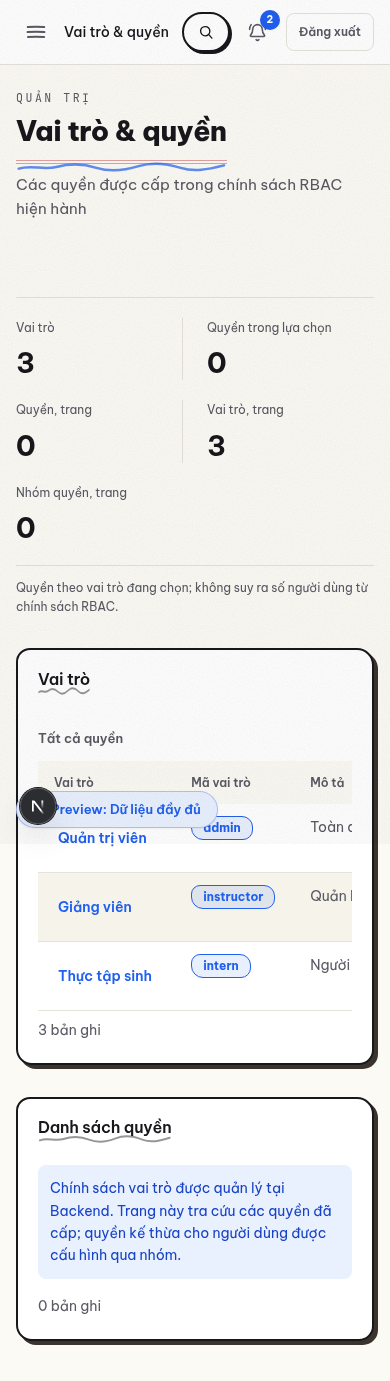 Vai trò & quyền
2
Đăng xuất
QUẢN TRỊ
Vai trò & quyền
Các quyền được cấp trong chính sách RBAC
hiện hành
Vai trò
Quyền trong lựa chọn
3
0
Quyền, trang
Vai trò, trang
0
3
Nhóm quyền, trang
0
Quyền theo vai trò đang chọn; không suy ra số người dùng từ
chính sách RBAC.
Vai trò
Tất cả quyền
Vai trò
Mã vai trò
Mô tả
N
Preview: Dữ liệu đầy đủ
Quản trị viên
admin
Toàn
Giảng viên
instructor
Quản
Thực tập sinh
intern
Người
3 bản ghi
Danh sách quyền
Chính sách vai trò được quản lý tại
Backend. Trang này tra cứu các quyền đã
cấp; quyền kế thừa cho người dùng được
cấu hình qua nhóm.
0 bản ghi